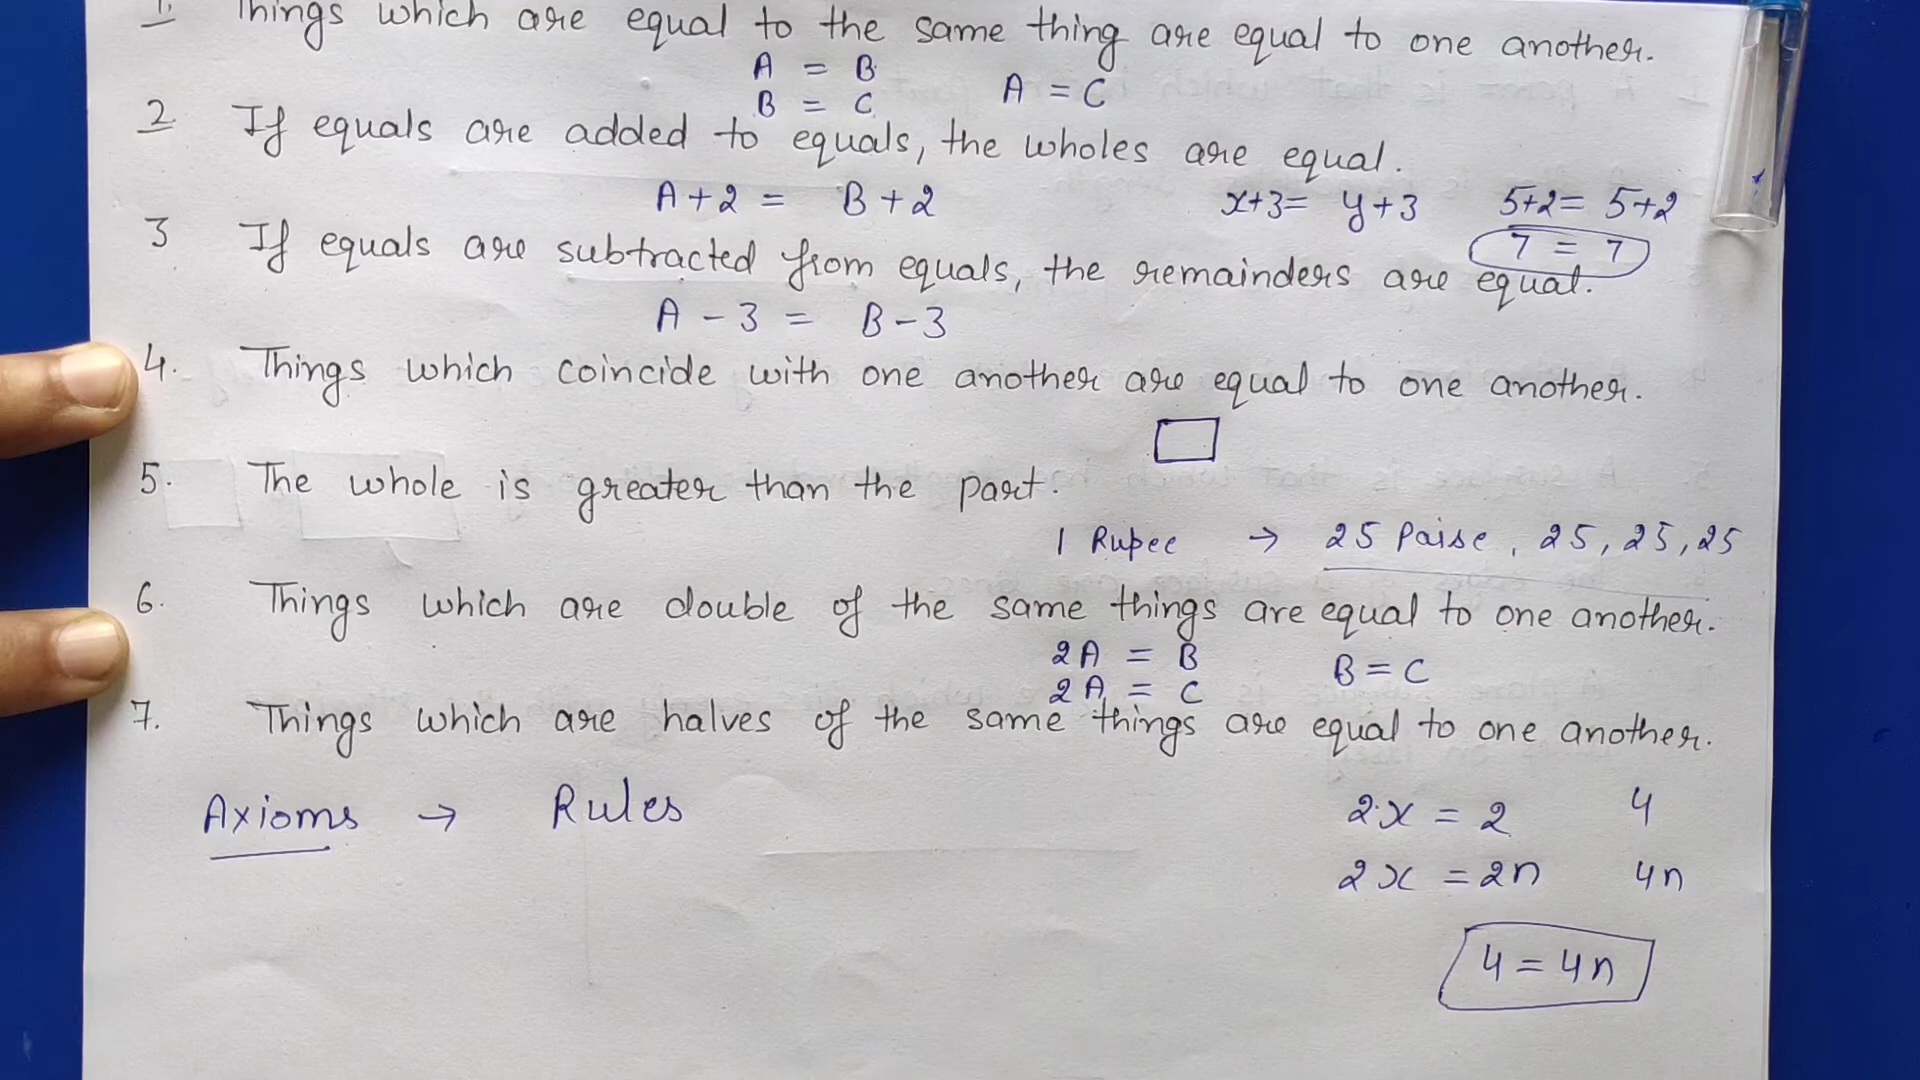 1. Things which are equal to the same thing are equal to one another.
A = B
B = C
A = C
2 If equals are added to equals, the wholes are equal.
A+2 = B+2
x+3= y+3
5+2= 5+2
7 = 7
3 If equals are subtracted from equals, the remainders are equal.
A - 3 = B-3
4. Things which coincide with one another are equal to one another.
5. The whole is greater than the part.
1 Rupee → 25 Paise, 25, 25, 25
6. Things which are double of the same things are equal to one another.
2A = B
2A = C
B = C
7. Things which are halves of the same things are equal to one another.
Axioms → Rules
2x = 2 4
2x = 2n 4n
4 = 4n